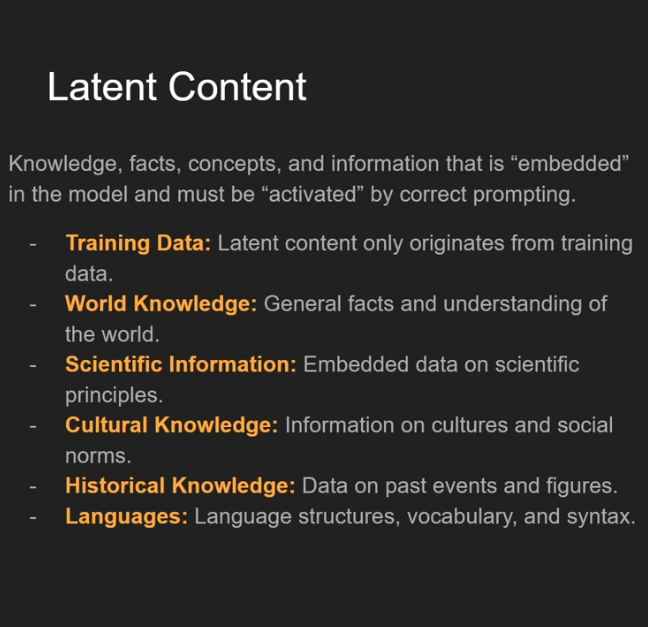 Latent Content
Knowledge, facts, concepts, and information that is “embedded”
in the model and must be “activated” by correct prompting.
- Training Data: Latent content only originates from training
data.
- World Knowledge: General facts and understanding of
the world.
- Scientific Information: Embedded data on scientific
principles.
- Cultural Knowledge: Information on cultures and social
norms.
- Historical Knowledge: Data on past events and figures.
- Languages: Language structures, vocabulary, and syntax.